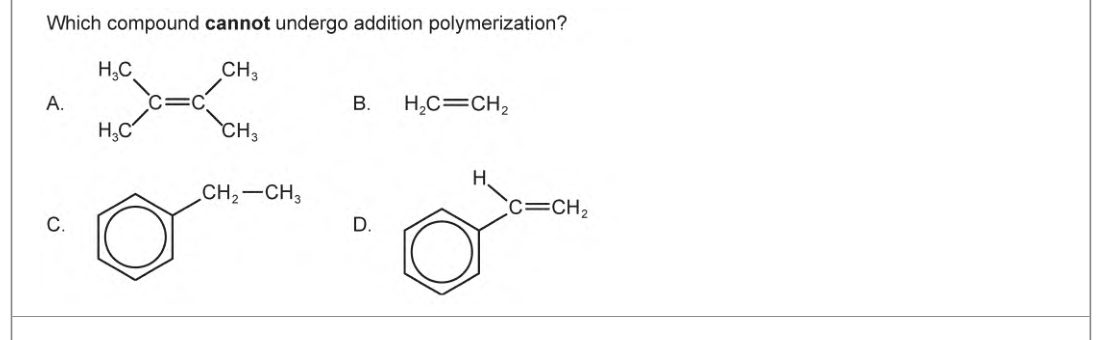 Which compound cannot undergo addition polymerization?
H₃C CH₃
A. C=C B. H₂C=CH₂
H₃C CH₃
H
CH₂—CH₃
C=CH₂
C. D.